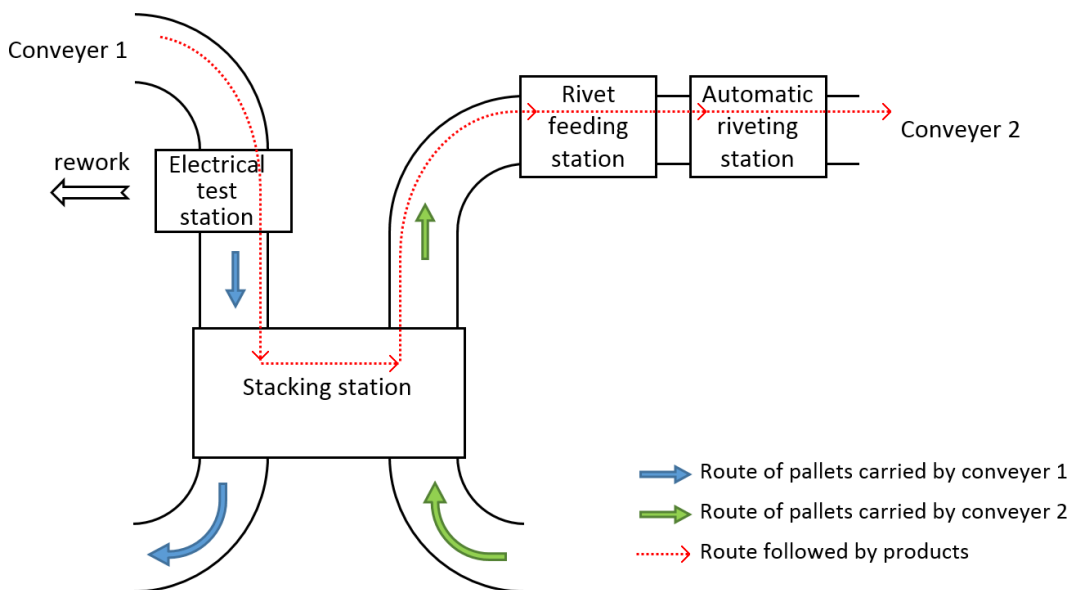 Conveyer 1
rework
Electrical
test
station
Rivet
feeding
station
Automatic
riveting
station
Conveyer 2
Stacking station
Route of pallets carried by conveyer 1
Route of pallets carried by conveyer 2
Route followed by products